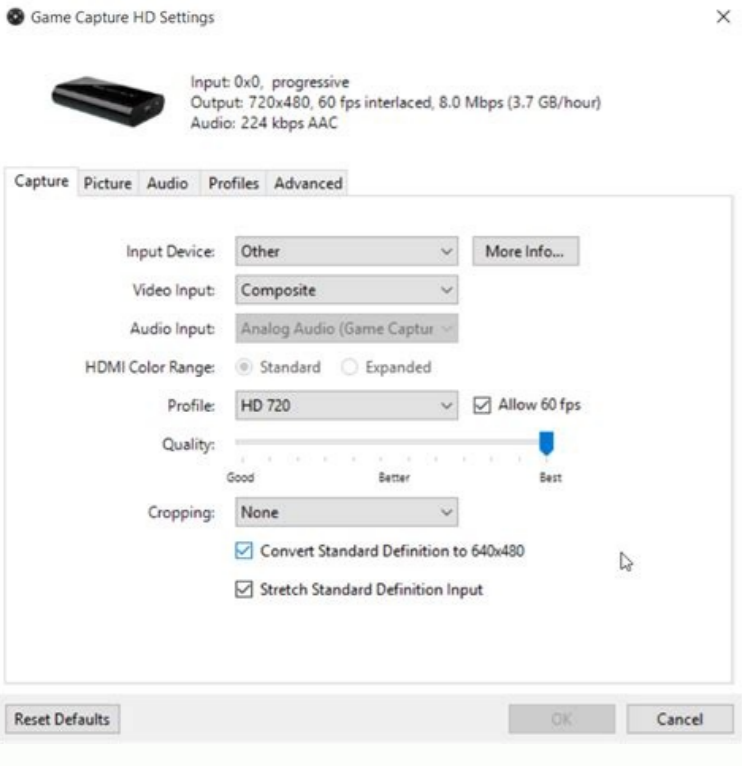 Game Capture HD Settings
Input: 0x0, progressive
Output: 720x480, 60 fps interlaced, 8.0 Mbps (3.7 GB/hour)
Audio: 224 kbps AAC
Capture Picture Audio Profiles Advanced
Input Device: Other More Info...
Video Input: Composite
Audio Input: Analog Audio (Game Captur
HDMI Color Range: Standard Expanded
Profile: HD 720 Allow 60 fps
Quality:
Good Better Best
Cropping: None
Convert Standard Definition to 640x480
Stretch Standard Definition Input
Reset Defaults OK Cancel